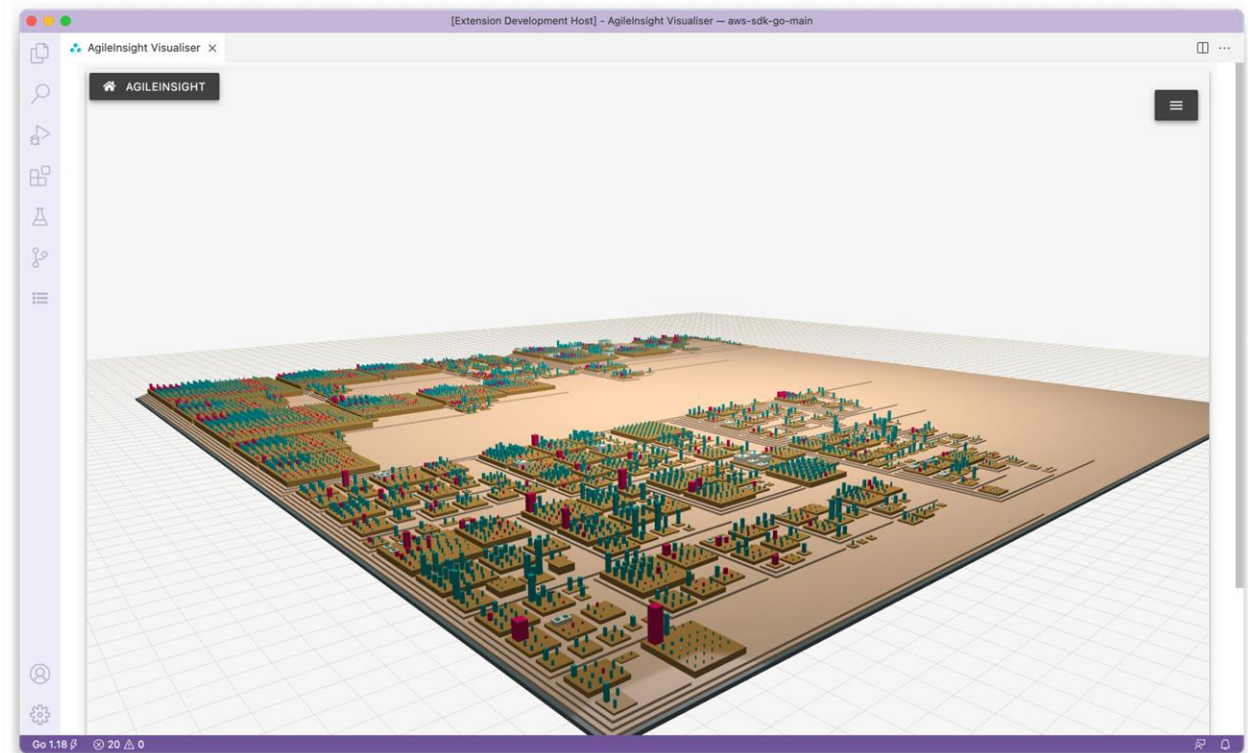 [Extension Development Host] - AgileInsight Visualiser — aws-sdk-go-main
AgileInsight Visualiser
AGILEINSIGHT
Go 1.18 20 0